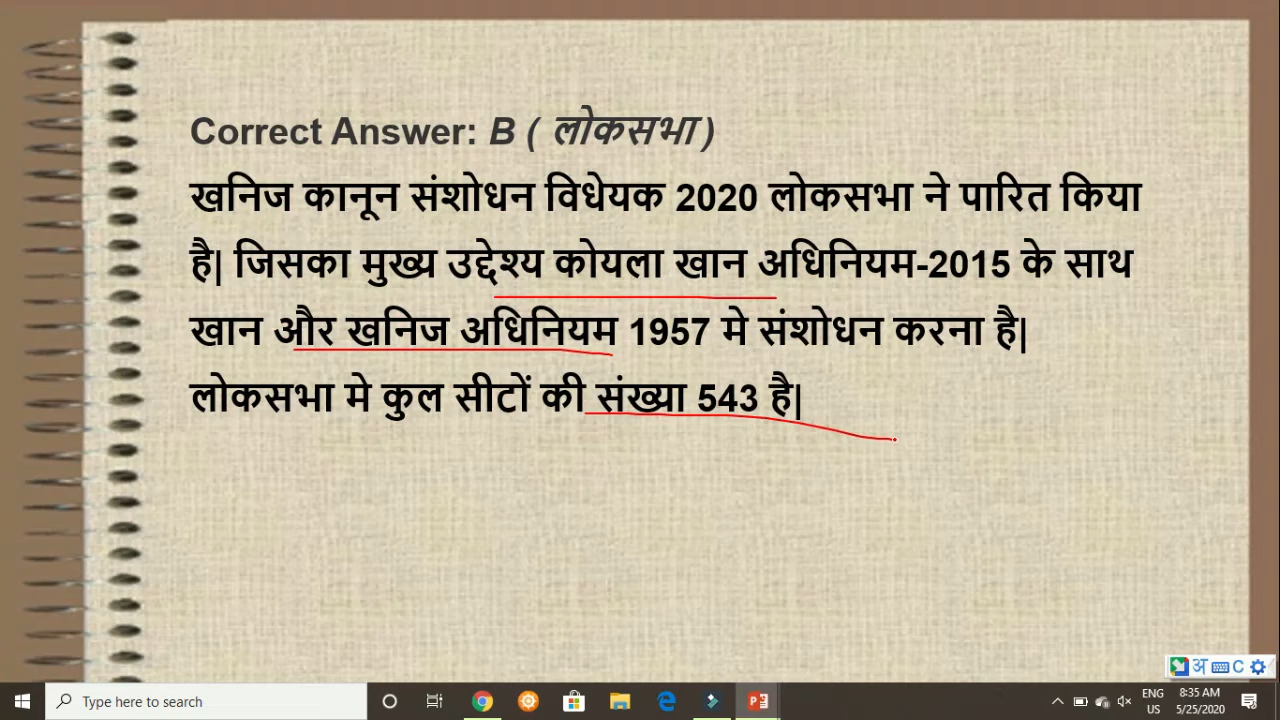 Correct Answer: B ( लोकसभा )
खनिज कानून संशोधन विधेयक 2020 लोकसभा ने पारित किया
है| जिसका मुख्य उद्देश्य कोयला खान अधिनियम-2015 के साथ
खान और खनिज अधिनियम 1957 मे संशोधन करना है|
लोकसभा मे कुल सीटों की संख्या 543 है|
अ C
Type here to search
ENG
US
8:35 AM
5/25/2020